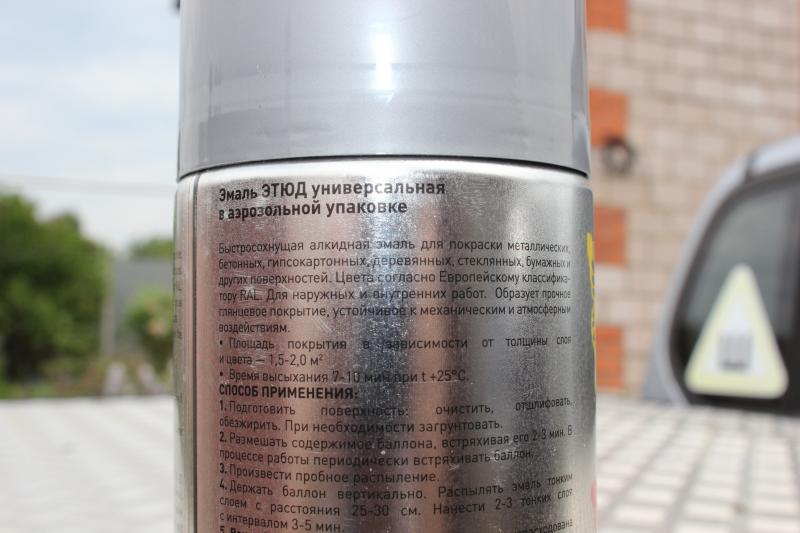 Эмаль ЭТЮД универсальная
в аэрозольной упаковке
Быстросохнущая алкидная эмаль для покраски металлических,
бетонных, гипсокартонных, деревянных, стеклянных, бумажных и
других поверхностей. Цвета согласно Европейскому классифика-
тору RAL. Для наружных и внутренних работ. Образует прочное
глянцевое покрытие, устойчивое к механическим и атмосферным
воздействиям.
• Площадь покрытия в зависимости от толщины слоя
и цвета — 1,5-2,0 м²
• Время высыхания 7-10 мин при t +25°С.
СПОСОБ ПРИМЕНЕНИЯ:
1. Подготовить поверхность: очистить, отшлифовать,
обезжирить. При необходимости загрунтовать.
2. Размешать содержимое баллона, встряхивая его 2-3 мин. В
процессе работы периодически встряхивать баллон.
3. Произвести пробное распыление.
4. Держать баллон вертикально. Распылять эмаль тонким
слоем с расстояния 25-30 см. Нанести 2-3 тонких слоя
с интервалом 3-5 мин.
Ш